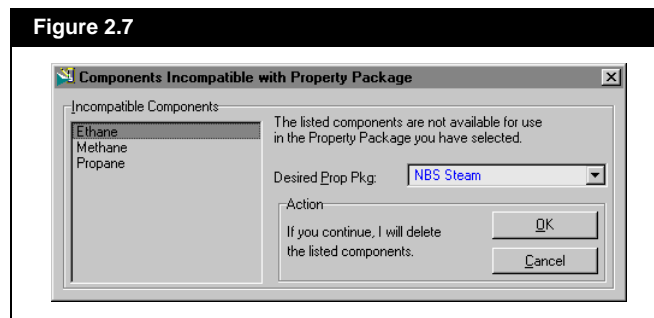 Figure 2.7
Components Incompatible with Property Package
Incompatible Components
Ethane
Methane
Propane
The listed components are not available for use
in the Property Package you have selected.
Desired Prop Pkg:
NBS Steam
Action
If you continue, I will delete
the listed components.
OK
Cancel